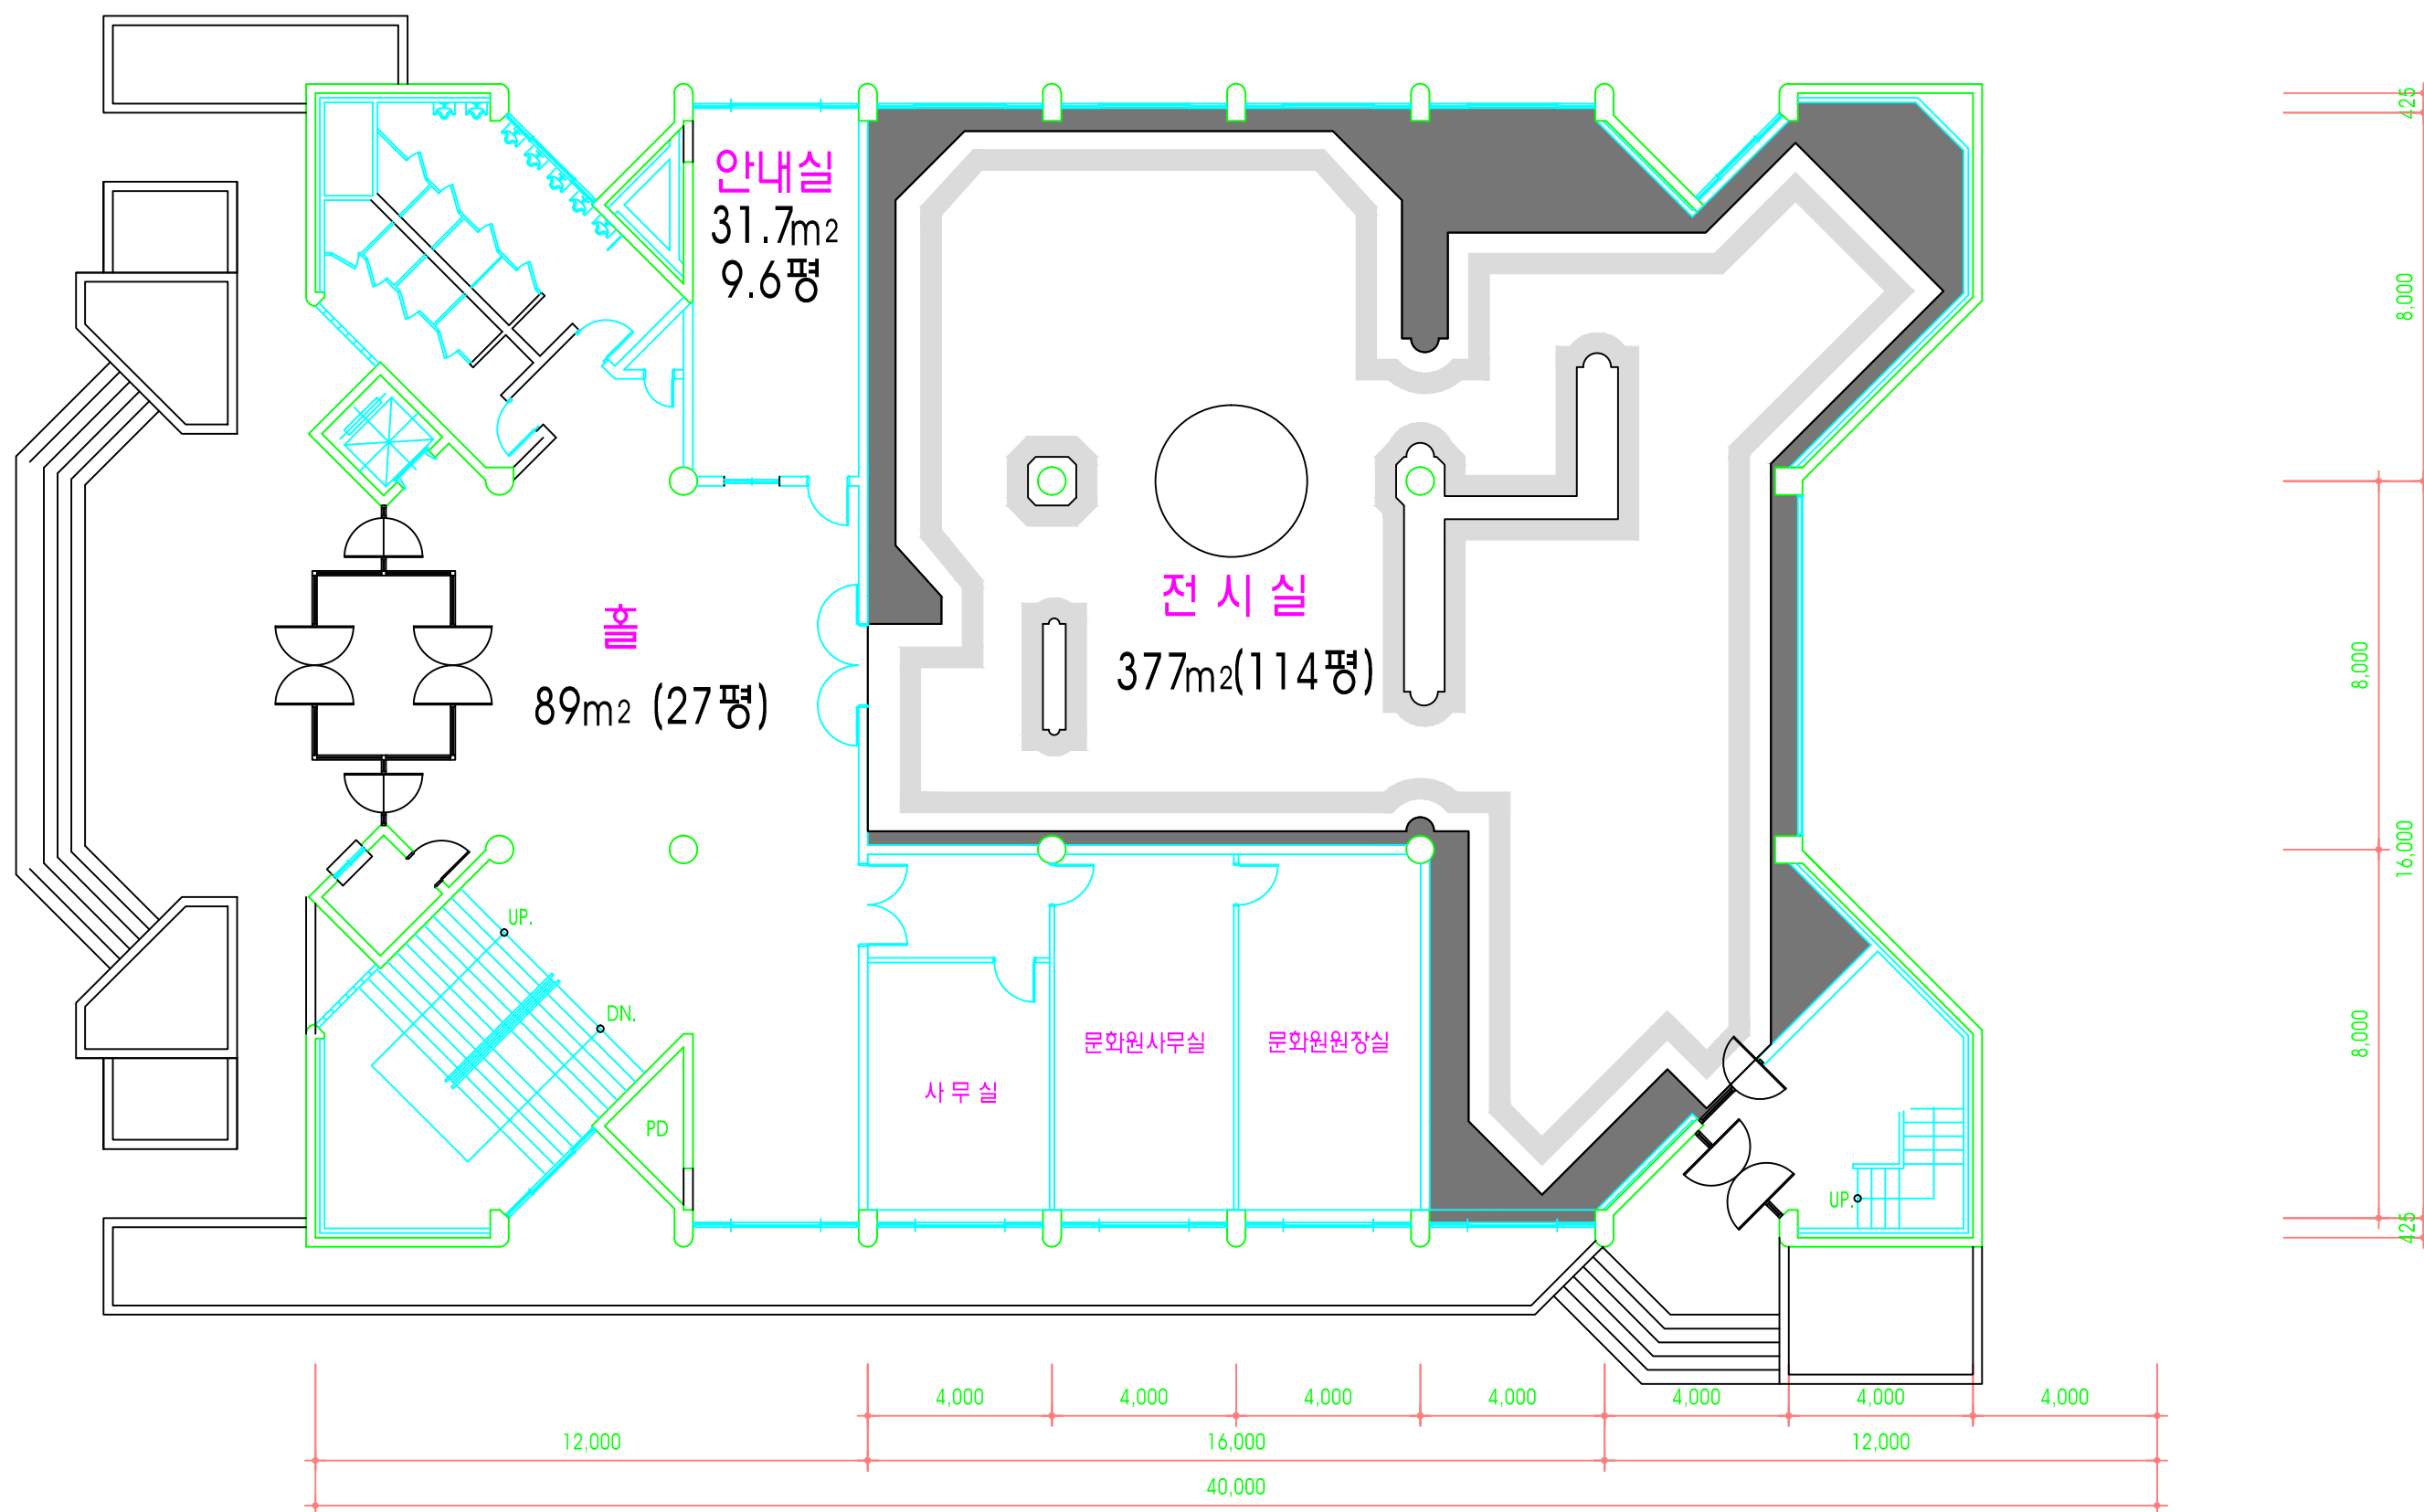 안내실
31.7m2
9.6평
전시실
377m2(114평)
홀
89m2 (27평)
UP.
DN.
PD
사무실
문화원사무실
문화원원장실
UP.
425
8,000
8,000
16,000
8,000
425
4,000 4,000 4,000 4,000 4,000 4,000 4,000
12,000 16,000 12,000
40,000